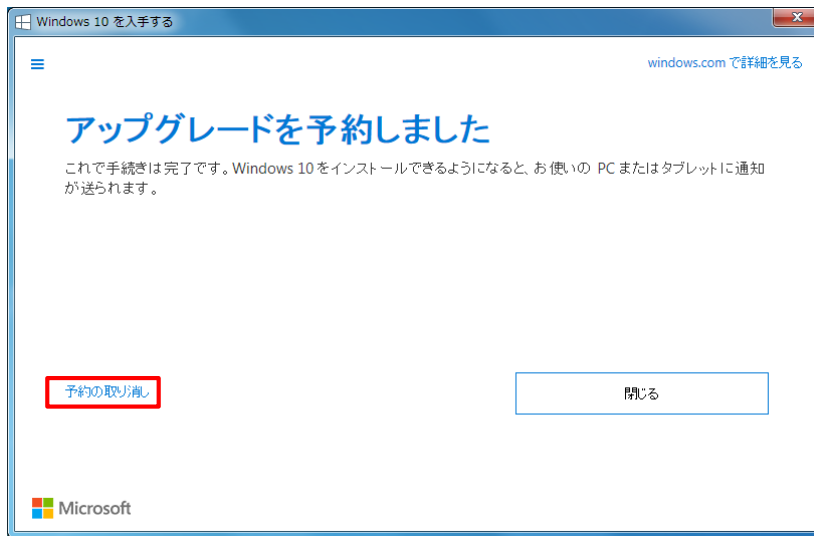 Windows 10 を入手する
windows.com で詳細を見る
アップグレードを予約しました
これで手続きは完了です。Windows 10 をインストールできるようになると、お使いの PC またはタブレットに通知
が送られます。
予約の取り消し
閉じる
Microsoft